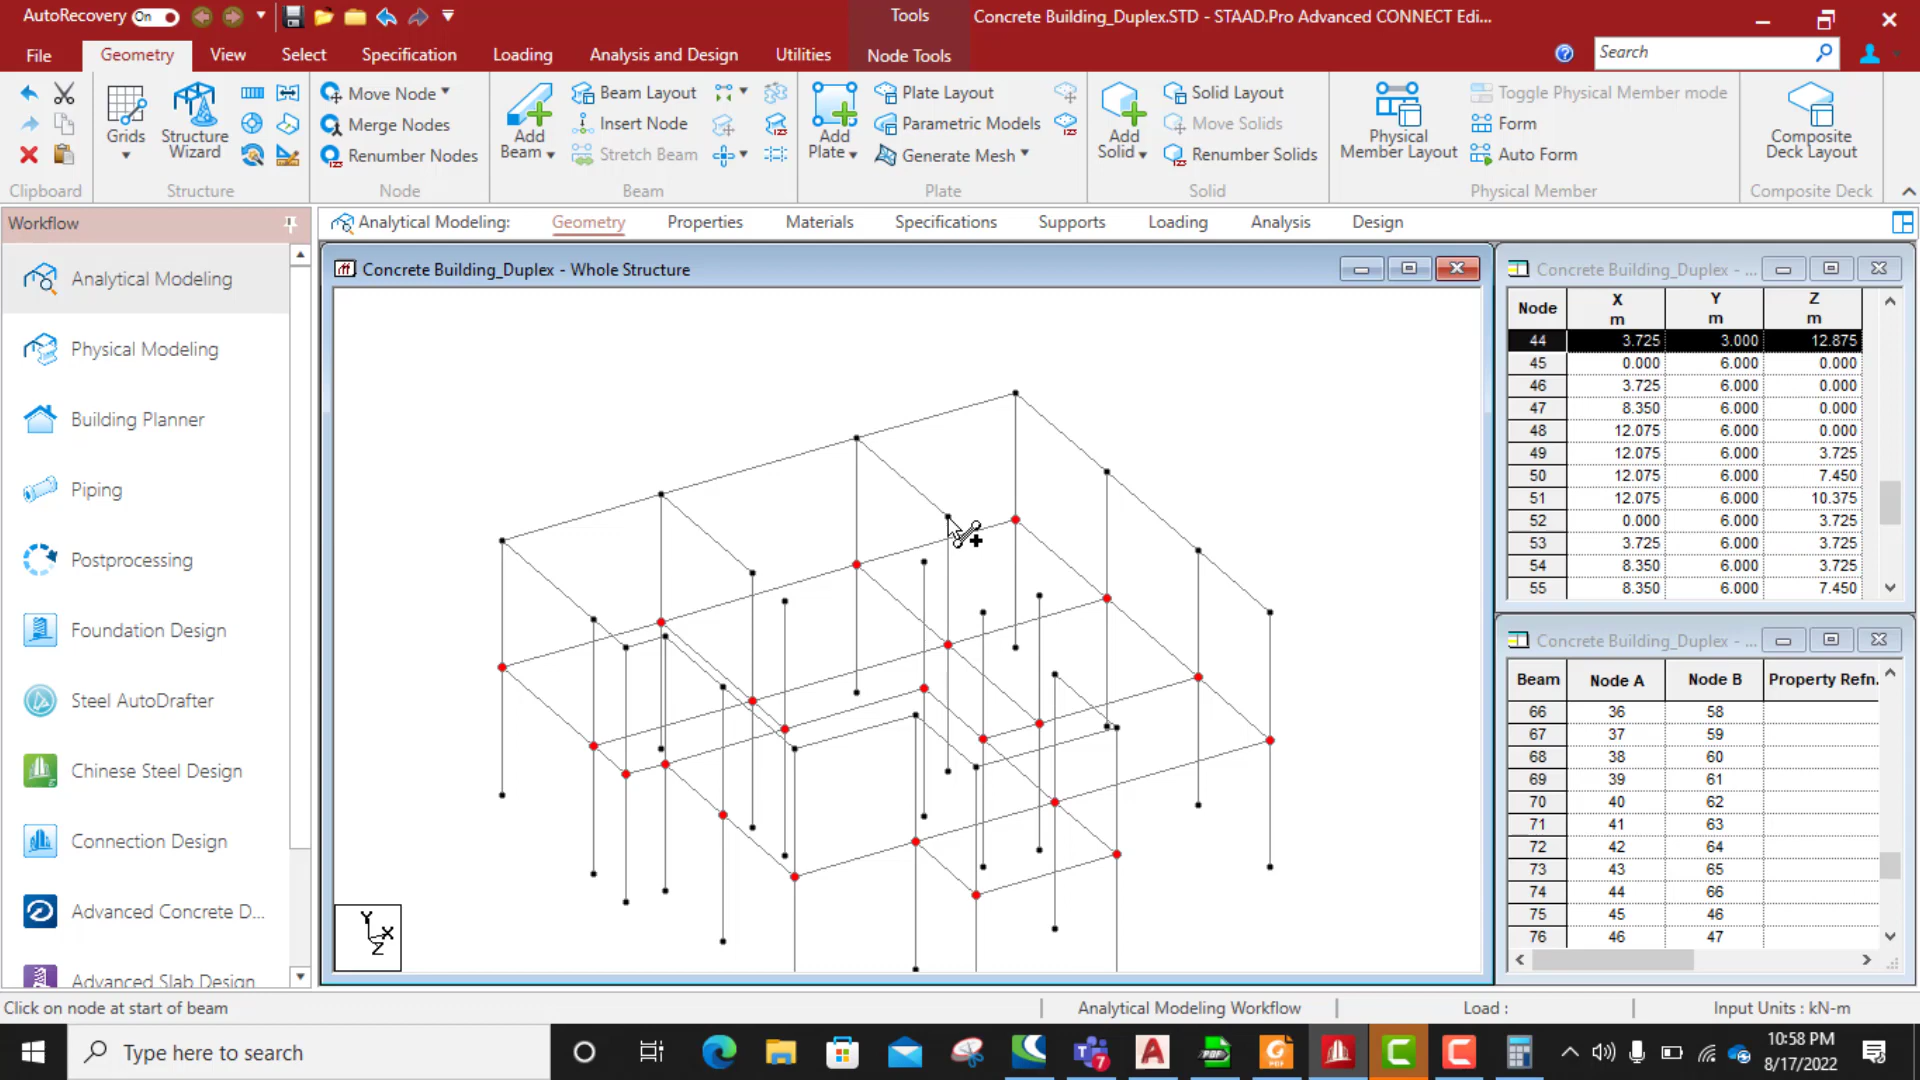 AutoRecovery On
Tools
Concrete Building_Duplex.STD - STAAD.Pro Advanced CONNECT Edi...
File
Geometry
View
Select
Specification
Loading
Analysis and Design
Utilities
Node Tools
Search
Grids
Structure Wizard
Move Node
Merge Nodes
Renumber Nodes
Add Beam
Beam Layout
Insert Node
Stretch Beam
Add Plate
Plate Layout
Parametric Models
Generate Mesh
Add Solid
Solid Layout
Move Solids
Renumber Solids
Physical Member Layout
Toggle Physical Member mode
Form
Auto Form
Composite Deck Layout
Clipboard
Structure
Node
Beam
Plate
Solid
Physical Member
Composite Deck
Workflow
Analytical Modeling:
Geometry
Properties
Materials
Specifications
Supports
Loading
Analysis
Design
Analytical Modeling
Physical Modeling
Building Planner
Piping
Postprocessing
Foundation Design
Steel AutoDrafter
Chinese Steel Design
Connection Design
Advanced Concrete D...
Advanced Slab Design
Concrete Building_Duplex - Whole Structure
Y
X
Z
Concrete Building_Duplex - ...
Node X m Y m Z m
44 3.725 3.000 12.875
45 0.000 6.000 0.000
46 3.725 6.000 0.000
47 8.350 6.000 0.000
48 12.075 6.000 0.000
49 12.075 6.000 3.725
50 12.075 6.000 7.450
51 12.075 6.000 10.375
52 0.000 6.000 3.725
53 3.725 6.000 3.725
54 8.350 6.000 3.725
55 8.350 6.000 7.450
Concrete Building_Duplex - ...
Beam Node A Node B Property Refn.
66 36 58
67 37 59
68 38 60
69 39 61
70 40 62
71 41 63
72 42 64
73 43 65
74 44 66
75 45 46
76 46 47
Click on node at start of beam
Analytical Modeling Workflow
Load :
Input Units : kN-m
Type here to search
7
10:58 PM
8/17/2022